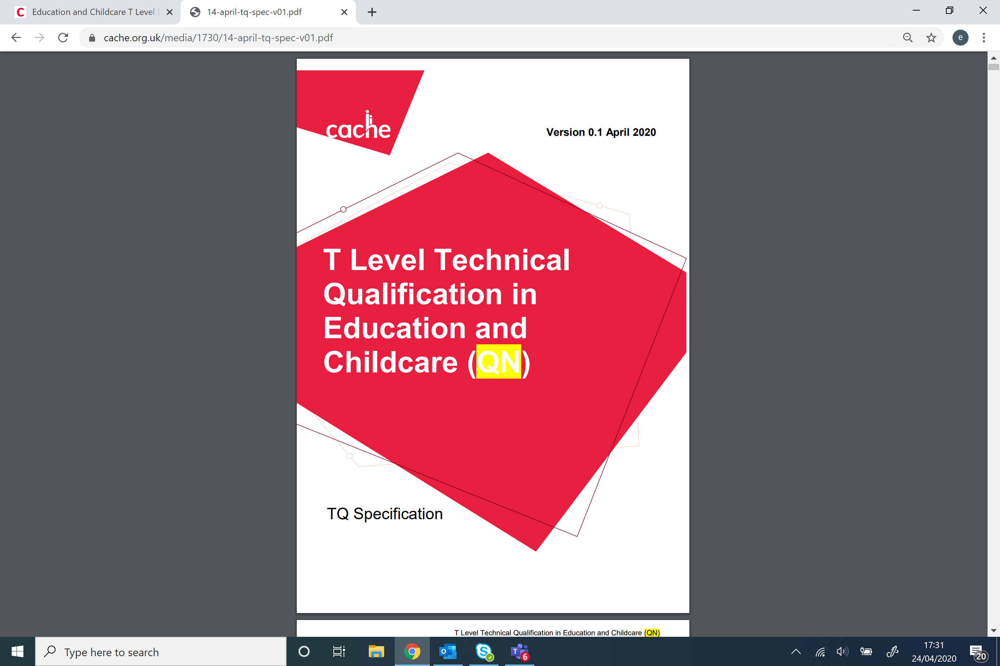 Education and Childcare T Level
14-april-tq-spec-v01.pdf
cache.org.uk/media/1730/14-april-tq-spec-v01.pdf
e
cache
Version 0.1 April 2020
T Level Technical
Qualification in
Education and
Childcare (QN)
TQ Specification
T Level Technical Qualification in Education and Childcare (QN)
Type here to search
6
17:31
24/04/2020
20